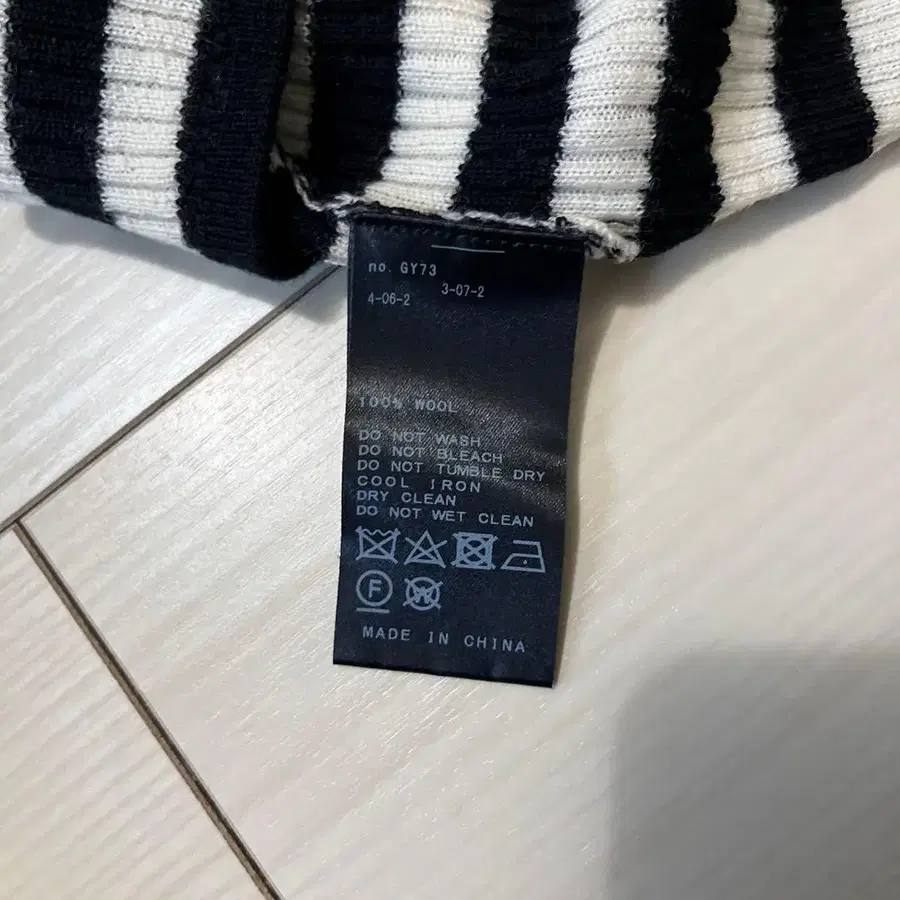 no. GY73
4-06-2 3-07-2
100% WOOL
DO NOT WASH
DO NOT BLEACH
DO NOT TUMBLE DRY
COOL IRON
DRY CLEAN
DO NOT WET CLEAN
F W
MADE IN CHINA